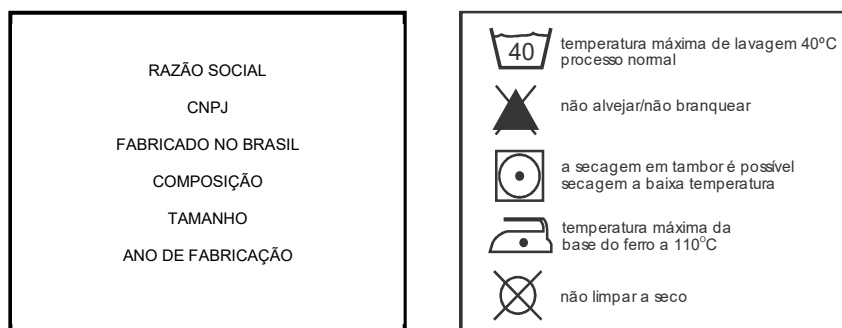 RAZÃO SOCIAL
CNPJ
FABRICADO NO BRASIL
COMPOSIÇÃO
TAMANHO
ANO DE FABRICAÇÃO
40
temperatura máxima de lavagem 40ºC
processo normal
não alvejar/não branquear
a secagem em tambor é possível
secagem a baixa temperatura
temperatura máxima da
base do ferro a 110°C
não limpar a seco